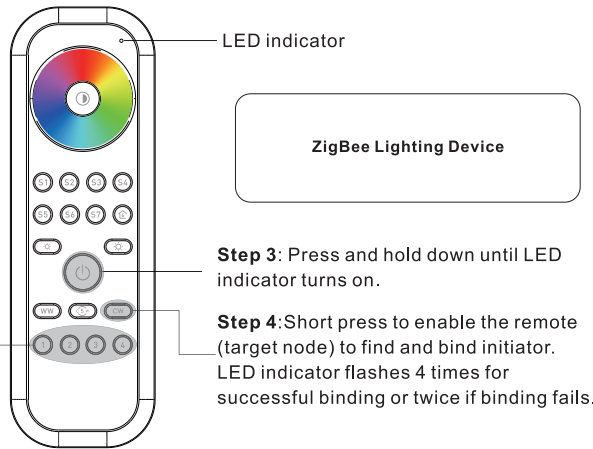 LED indicator
ZigBee Lighting Device
S1 S2 S3 S4
S5 S6 S7
Step 3: Press and hold down until LED
indicator turns on.
WW S CW
Step 4:Short press to enable the remote
(target node) to find and bind initiator.
1 2 3 4
LED indicator flashes 4 times for
successful binding or twice if binding fails.